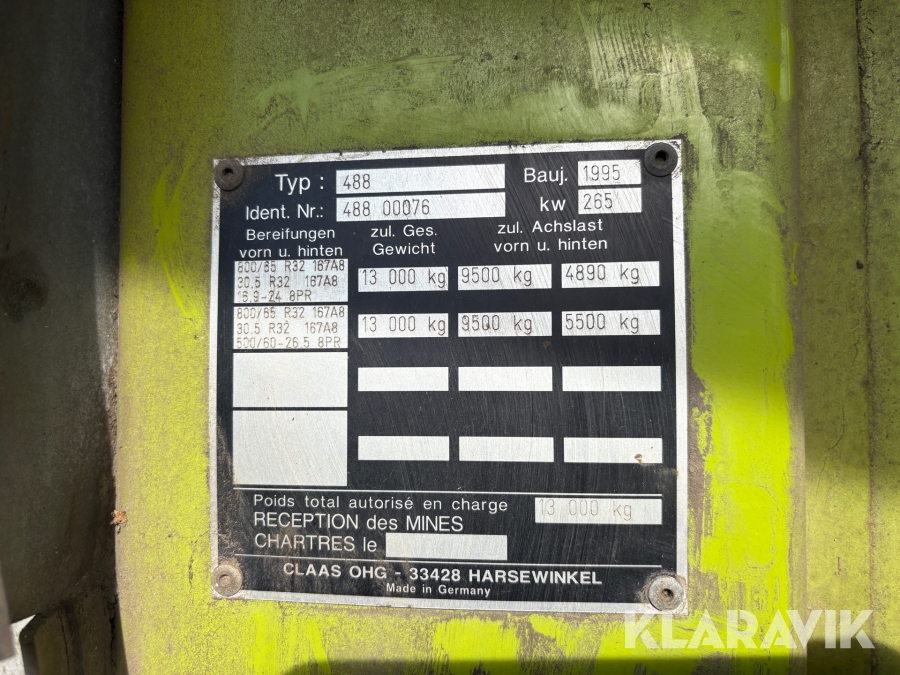 Typ : 488 Bauj. 1995
Ident. Nr.: 488 00076 kw 265
Bereifungen vorn u. hinten zul. Ges. Gewicht zul. Achslast vorn u. hinten
800/65 R32 167A8
30,5 R32 167A8 13 000 kg 9500 kg 4890 kg
16,9-24 8PR
800/65 R32 167A8
30,5 R32 167A8 13 000 kg 9500 kg 5500 kg
500/60-26,5 8PR
Poids total autorisé en charge 13 000 kg
RECEPTION des MINES
CHARTRES le
CLAAS OHG - 33428 HARSEWINKEL
Made in Germany
KLARAVIK